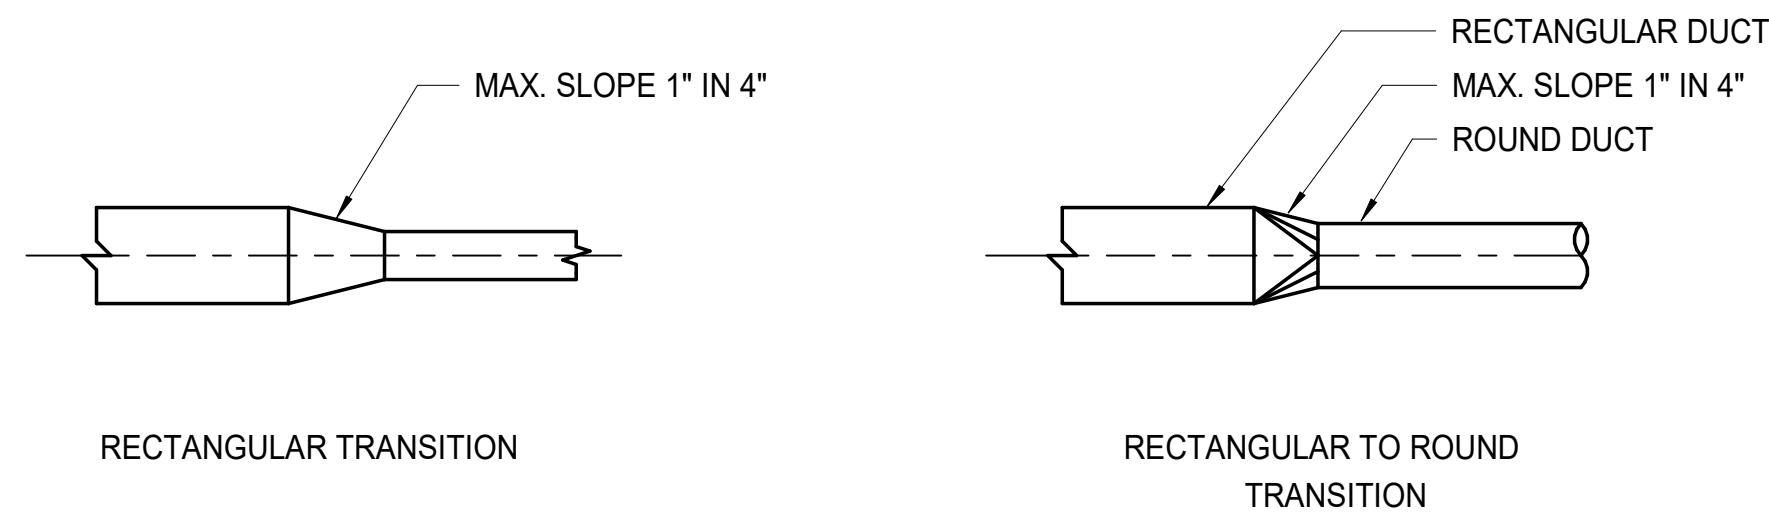 MAX. SLOPE 1" IN 4"
RECTANGULAR TRANSITION
RECTANGULAR DUCT
MAX. SLOPE 1" IN 4"
ROUND DUCT
RECTANGULAR TO ROUND
TRANSITION